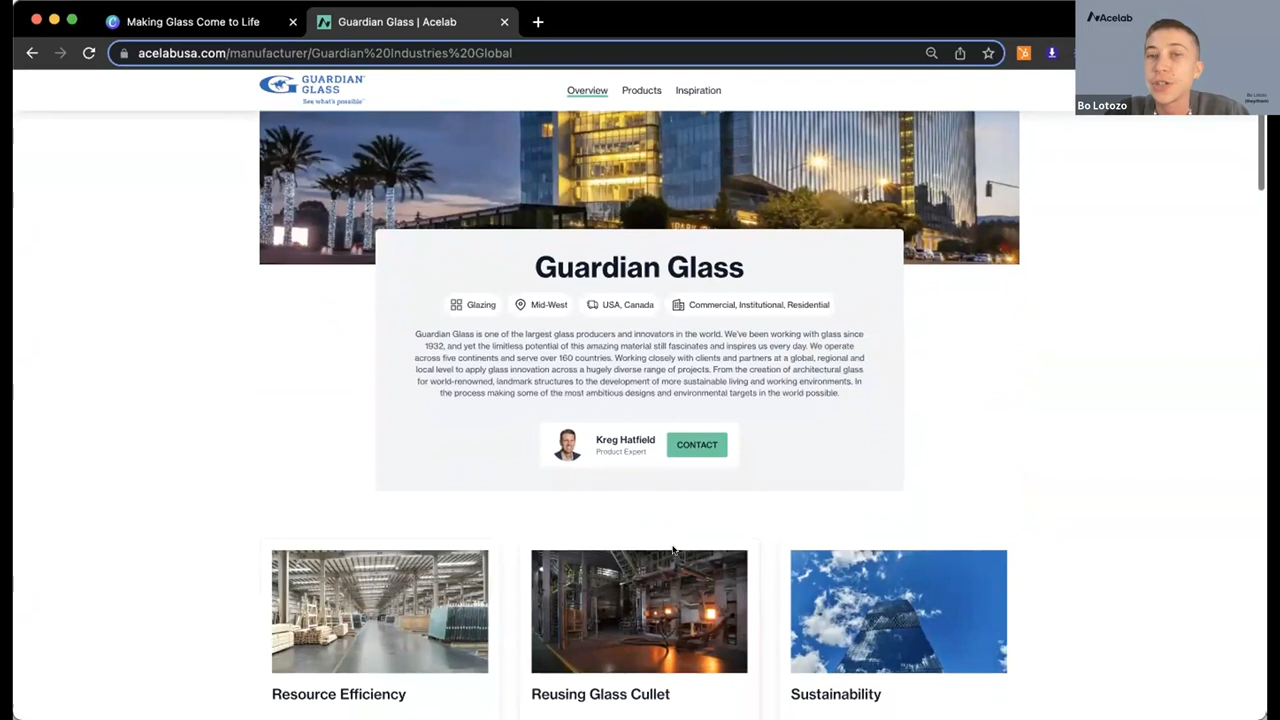 Making Glass Come to Life
Guardian Glass | Acelab
acelabusa.com/manufacturer/Guardian%20Industries%20Global
Acelab
Bo Lotozo
Bo Lotozo
GUARDIAN
GLASS
See what's possible™
Overview
Products
Inspiration
Guardian Glass
Glazing
Mid-West
USA, Canada
Commercial, Institutional, Residential
Guardian Glass is one of the largest glass producers and innovators in the world. We've been working with glass since
1932, and yet the limitless potential of this amazing material still fascinates and inspires us every day. We operate
across five continents and serve over 160 countries. Working closely with clients and partners at a global, regional and
local level to apply glass innovation across a hugely diverse range of projects. From the creation of architectural glass
for world-renowned, landmark structures to the development of more sustainable living and working environments. In
the process making some of the most ambitious designs and environmental targets in the world possible.
Kreg Hatfield
Product Expert
CONTACT
Resource Efficiency
Reusing Glass Cullet
Sustainability